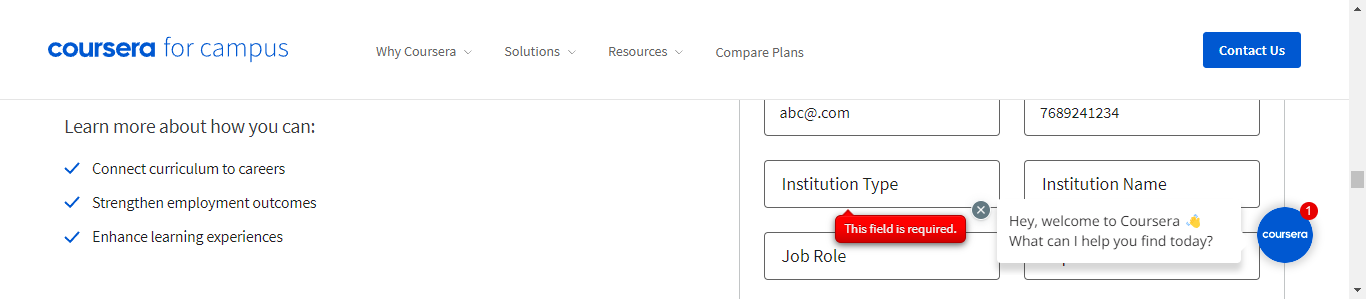 coursera for campus
Why Coursera
Solutions
Resources
Compare Plans
Contact Us
Learn more about how you can:
Connect curriculum to careers
Strengthen employment outcomes
Enhance learning experiences
abc@.com
7689241234
Institution Type
Institution Name
This field is required.
Job Role
Hey, welcome to Coursera 👋
What can I help you find today?
coursera
1